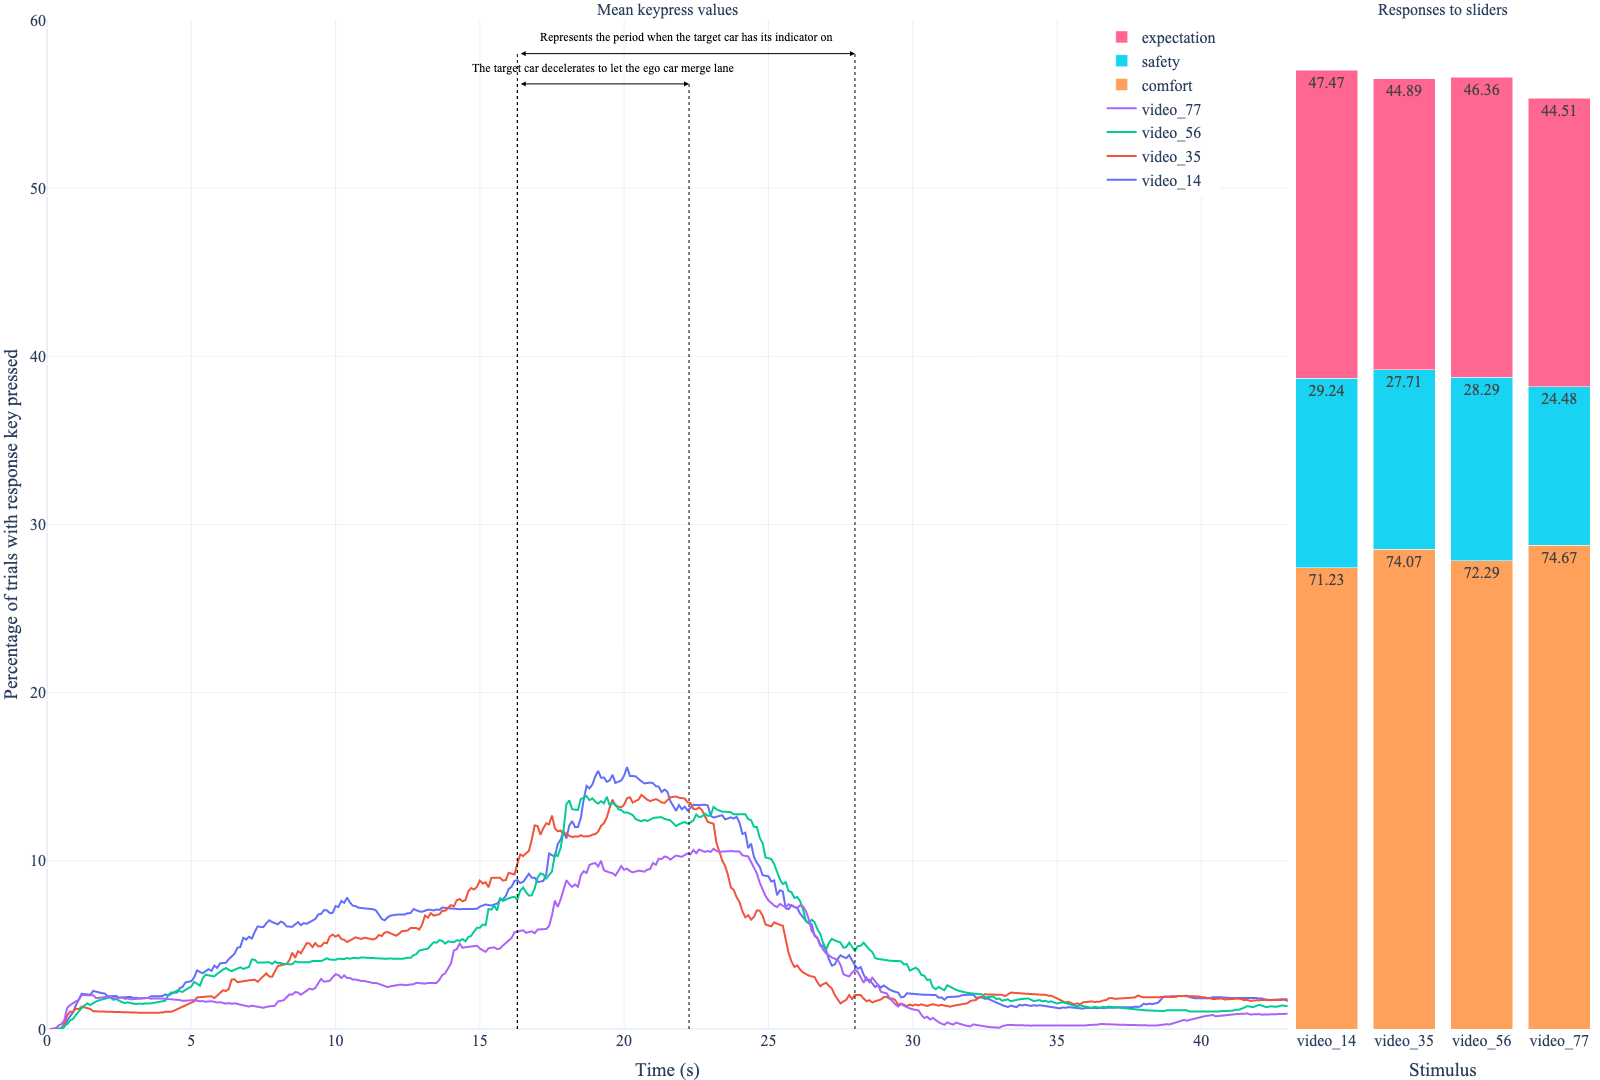 Mean keypress values
Responses to sliders
Represents the period when the target car has its indicator on
The target car decelerates to let the ego car merge lane
expectation
safety
comfort
video_77
video_56
video_35
video_14
Percentage of trials with response key pressed
60
50
40
30
20
10
0
0 5 10 15 20 25 30 35 40
Time (s)
47.47 44.89 46.36 44.51
29.24 27.71 28.29 24.48
71.23 74.07 72.29 74.67
video_14 video_35 video_56 video_77
Stimulus